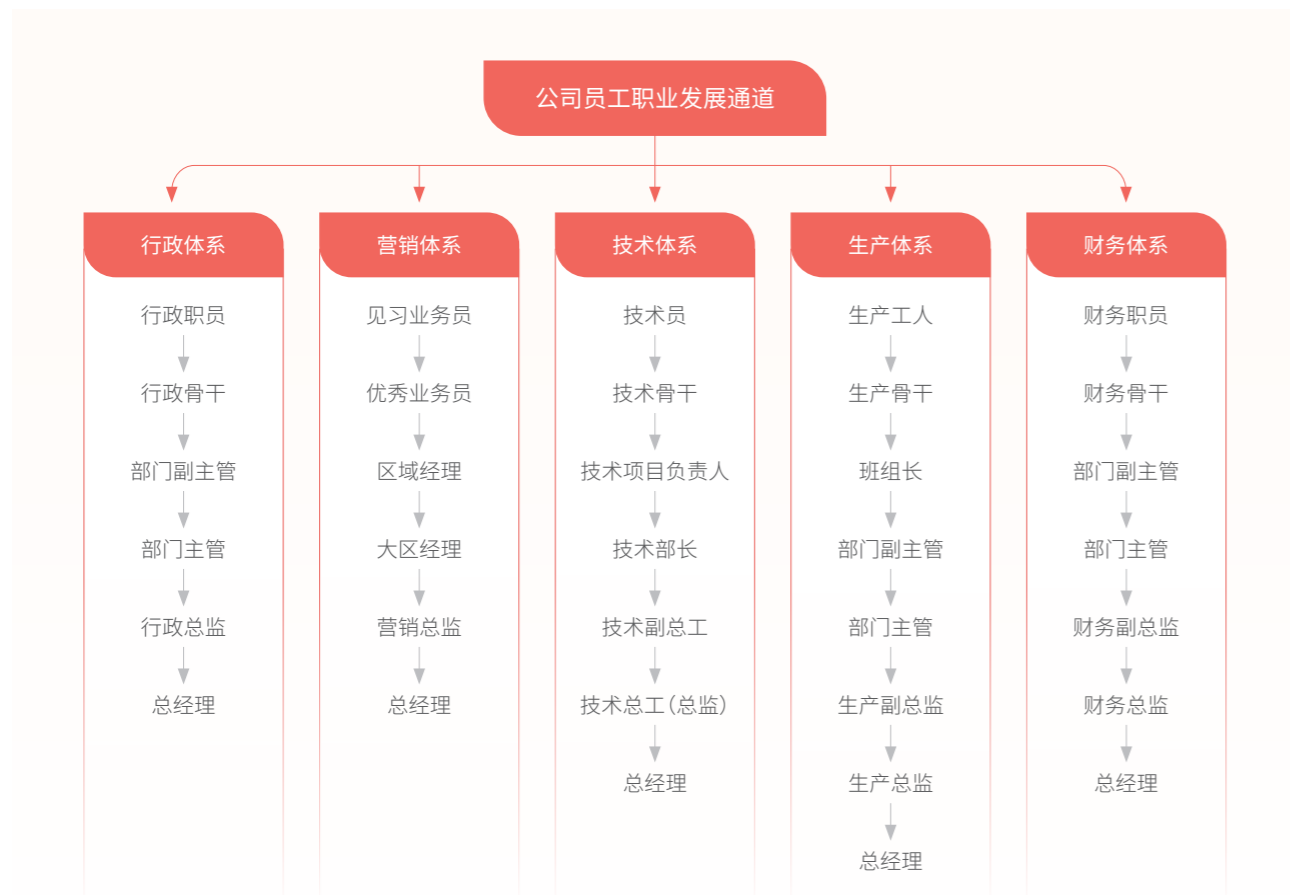 公司员工职业发展通道
行政体系
行政职员
行政骨干
部门副主管
部门主管
行政总监
总经理
营销体系
见习业务员
优秀业务员
区域经理
大区经理
营销总监
总经理
技术体系
技术员
技术骨干
技术项目负责人
技术部长
技术副总工
技术总工(总监)
总经理
生产体系
生产工人
生产骨干
班组长
部门副主管
部门主管
生产副总监
生产总监
总经理
财务体系
财务职员
财务骨干
部门副主管
部门主管
财务副总监
财务总监
总经理